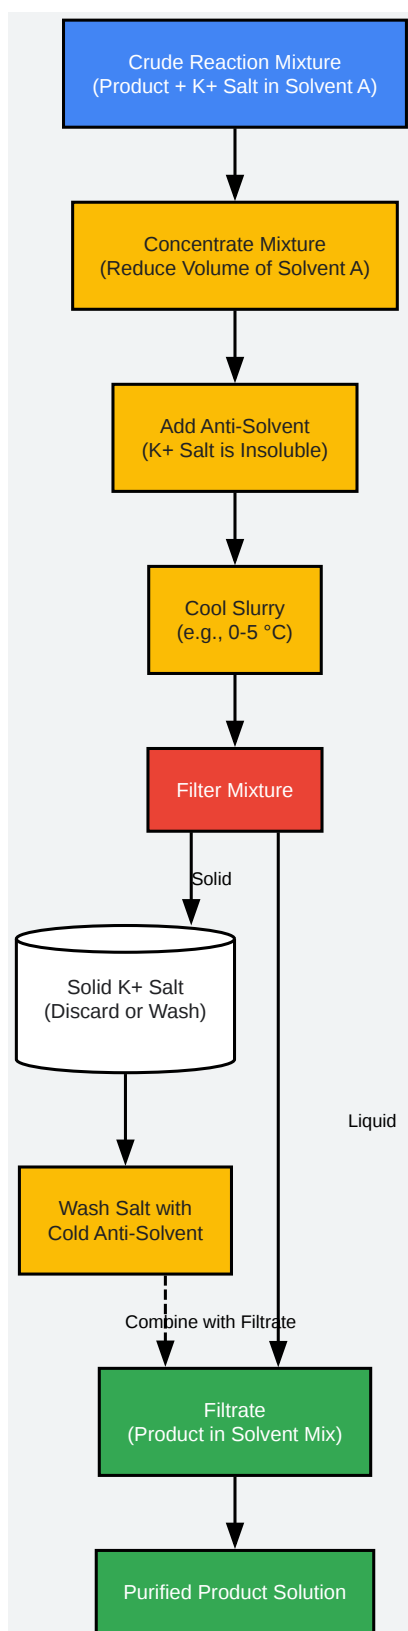 Crude Reaction Mixture
(Product + K+ Salt in Solvent A)
Concentrate Mixture
(Reduce Volume of Solvent A)
Add Anti-Solvent
(K+ Salt is Insoluble)
Cool Slurry
(e.g., 0-5 °C)
Filter Mixture
Solid
Solid K+ Salt
(Discard or Wash)
Liquid
Wash Salt with
Cold Anti-Solvent
Combine with Filtrate
Filtrate
(Product in Solvent Mix)
Purified Product Solution